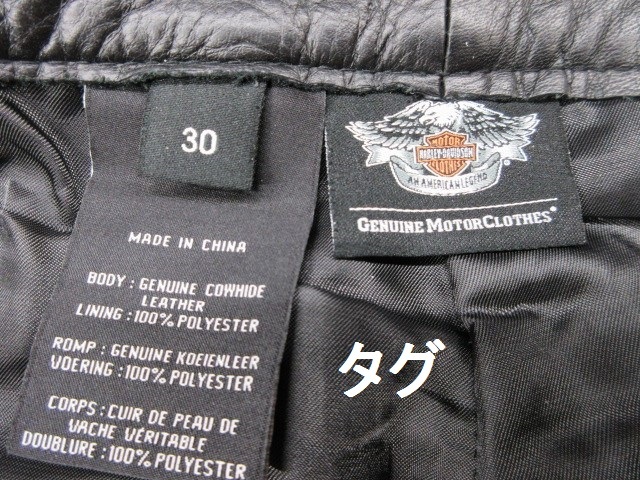 30
MADE IN CHINA
BODY : GENUINE COWHIDE
LEATHER
LINING : 100% POLYESTER
ROMP : GENUINE KOEIENLEER
VOERING : 100% POLYESTER
CORPS : CUIR DE PEAU DE
VACHE VÉRITABLE
DOUBLURE : 100% POLYESTER
MOTOR
HARLEY-DAVIDSON
CLOTHES
AN AMERICAN LEGEND
GENUINE MOTORCLOTHES®
タグ